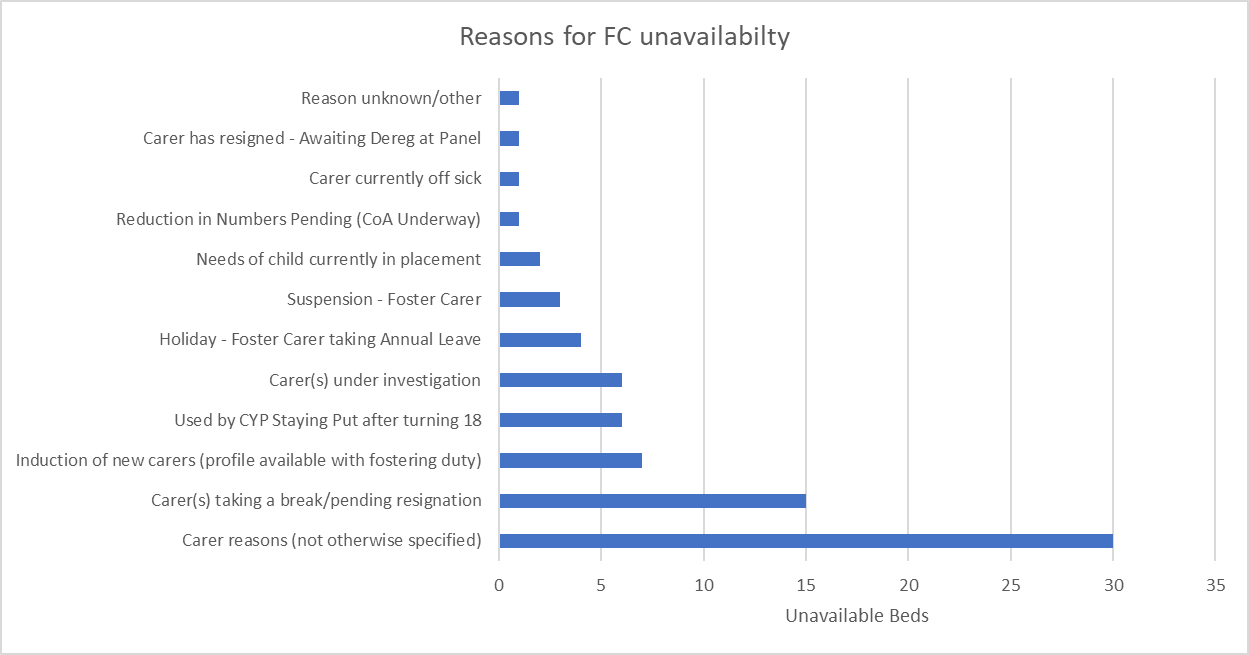 Reasons for FC unavailabilty
Reason unknown/other
Carer has resigned - Awaiting Dereg at Panel
Carer currently off sick
Reduction in Numbers Pending (CoA Underway)
Needs of child currently in placement
Suspension - Foster Carer
Holiday - Foster Carer taking Annual Leave
Carer(s) under investigation
Used by CYP Staying Put after turning 18
Induction of new carers (profile available with fostering duty)
Carer(s) taking a break/pending resignation
Carer reasons (not otherwise specified)
0 5 10 15 20 25 30 35
Unavailable Beds